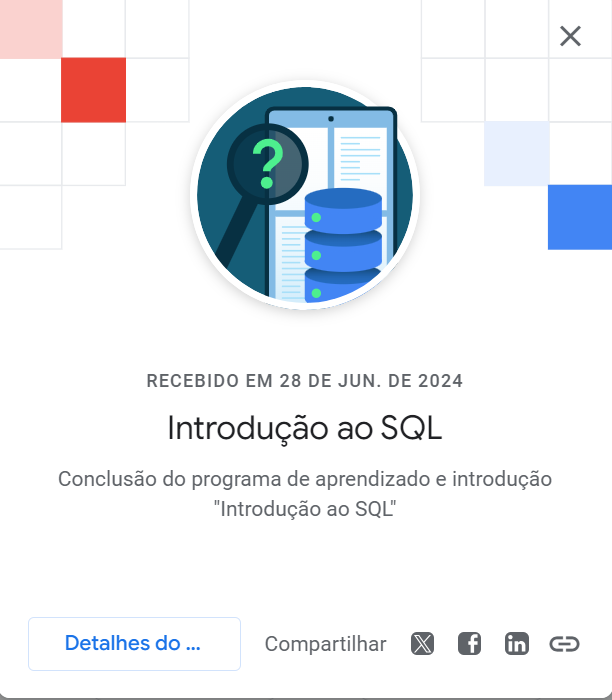 RECEBIDO EM 28 DE JUN. DE 2024
Introdução ao SQL
Conclusão do programa de aprendizado e introdução
"Introdução ao SQL"
Detalhes do ...
Compartilhar